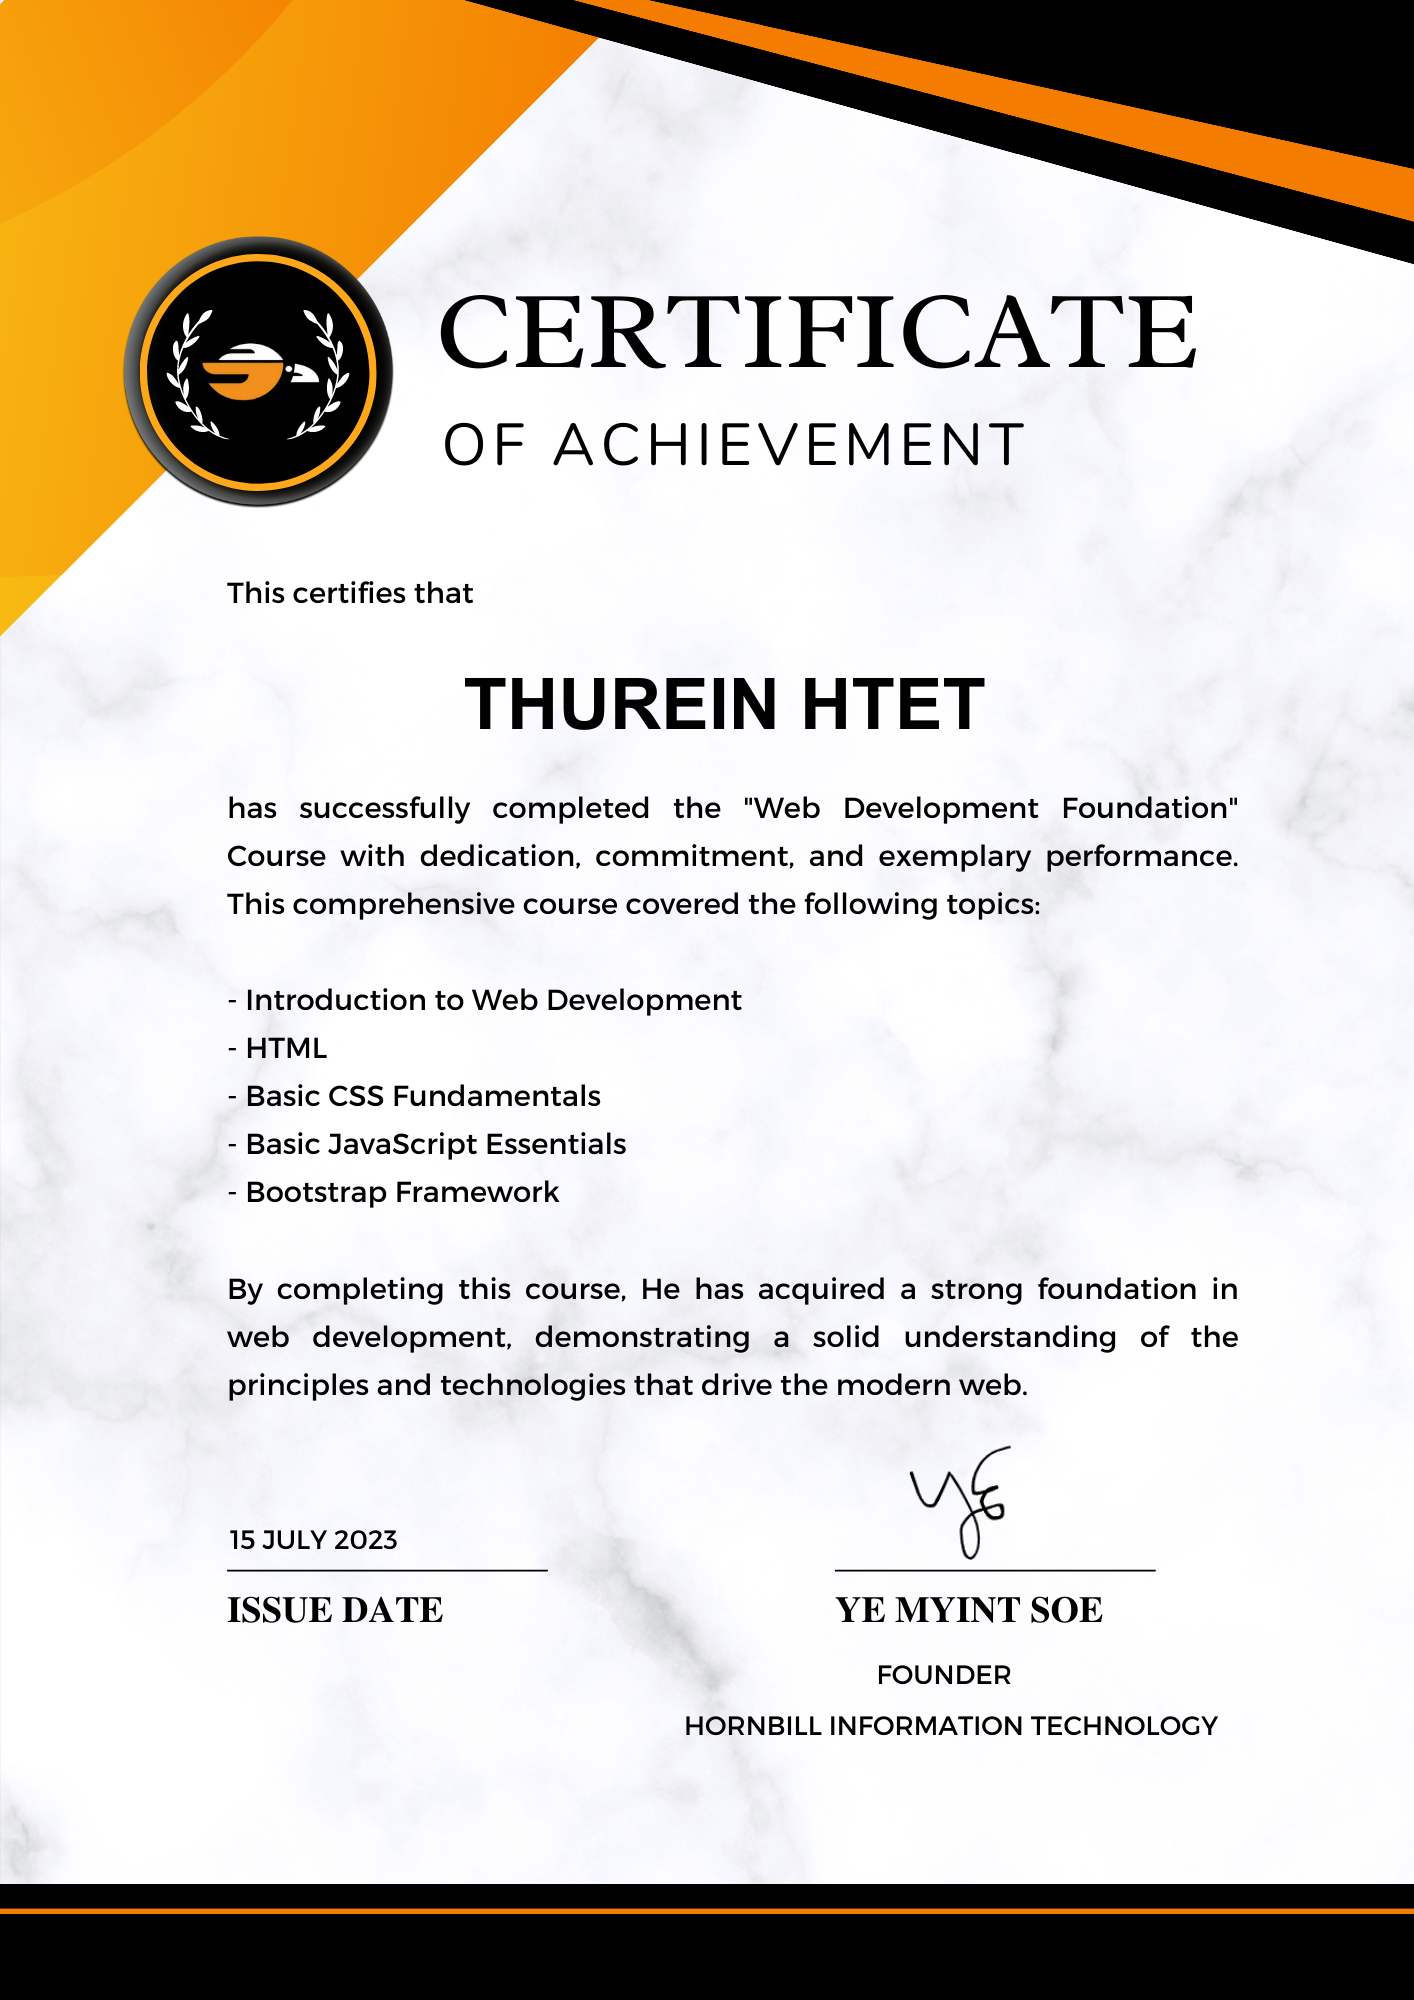 CERTIFICATE
OF ACHIEVEMENT
This certifies that
THUREIN HTET
has successfully completed the "Web Development Foundation"
Course with dedication, commitment, and exemplary performance.
This comprehensive course covered the following topics:
- Introduction to Web Development
- HTML
- Basic CSS Fundamentals
- Basic JavaScript Essentials
- Bootstrap Framework
By completing this course, He has acquired a strong foundation in
web development, demonstrating a solid understanding of the
principles and technologies that drive the modern web.
YE
15 JULY 2023
ISSUE DATE
YE MYINT SOE
FOUNDER
HORNBILL INFORMATION TECHNOLOGY